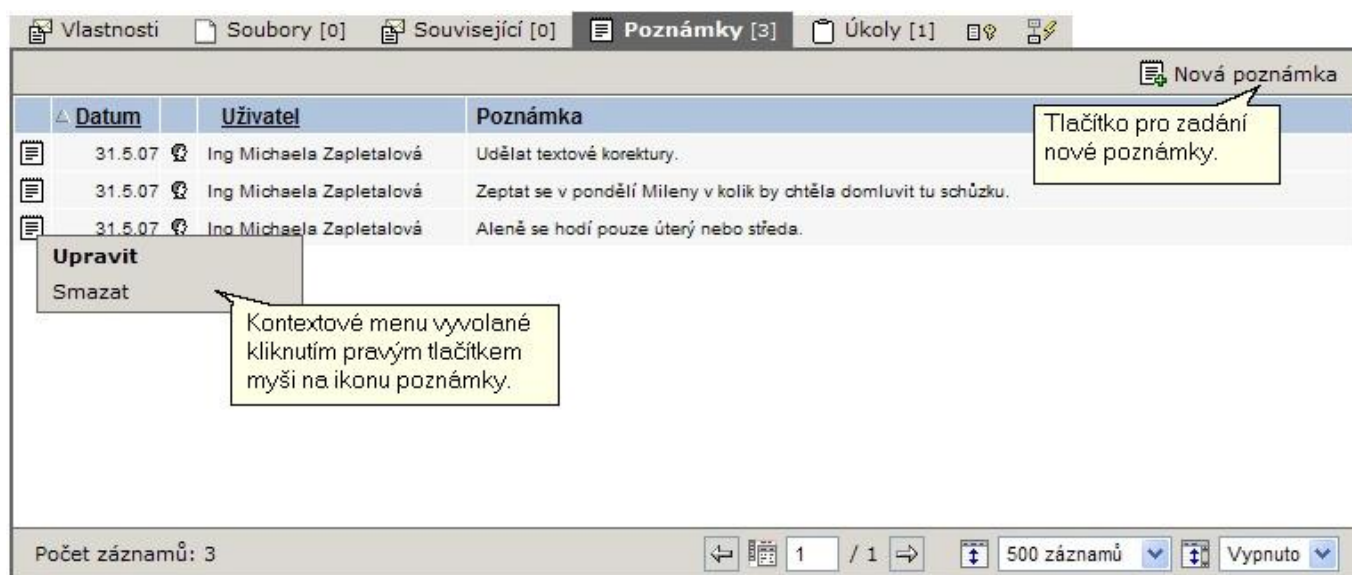 Vlastnosti Soubory [0] Související [0] Poznámky [3] Úkoly [1]
Nová poznámka
Datum Uživatel Poznámka
Tlačítko pro zadání
nové poznámky.
31.5.07 Ing Michaela Zapletalová Udělat textové korektury.
31.5.07 Ing Michaela Zapletalová Zeptat se v pondělí Mileny v kolik by chtěla domluvit tu schůzku.
31.5.07 Ing Michaela Zapletalová Aleně se hodí pouze úterý nebo středa.
Upravit
Smazat
Kontextové menu vyvolané
kliknutím pravým tlačítkem
myši na ikonu poznámky.
Počet záznamů: 3 1 / 1 500 záznamů Vypnuto